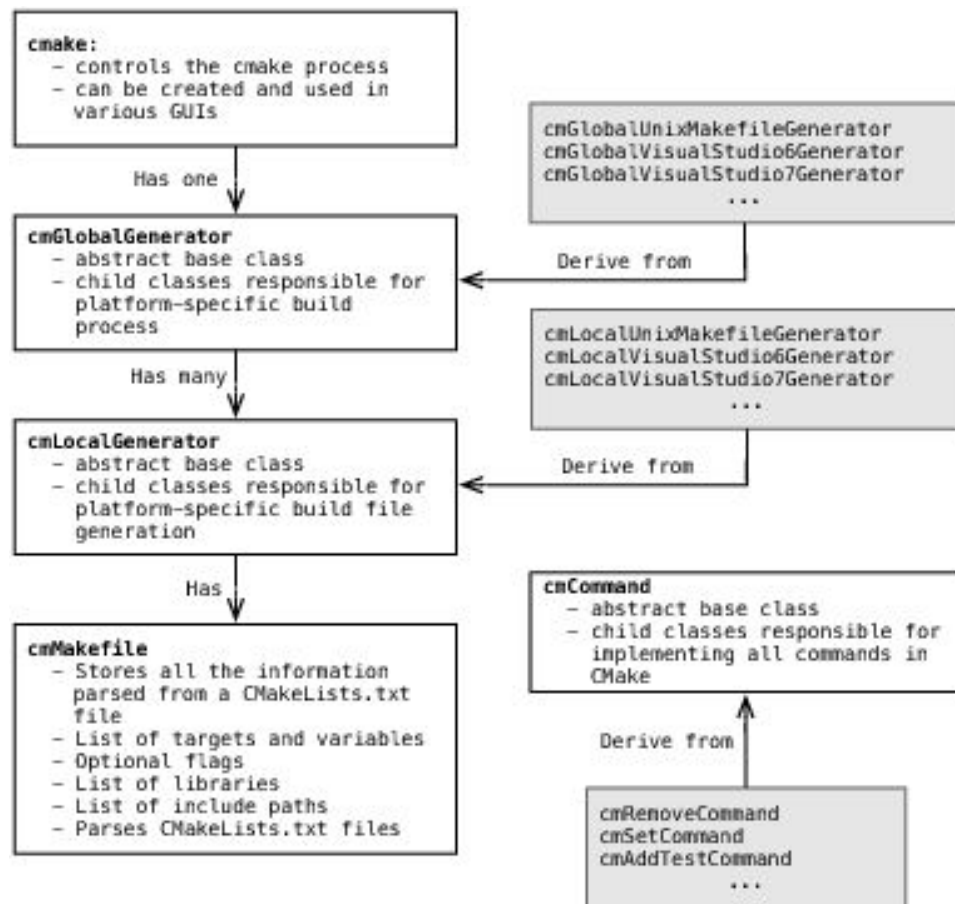 cmake:
– controls the cmake process
– can be created and used in
various GUIs
Has one
cmGlobalGenerator
– abstract base class
– child classes responsible for
platform–specific build
process
Has many
cmLocalGenerator
– abstract base class
– child classes responsible for
platform–specific build file
generation
Has
cmMakefile
– Stores all the information
parsed from a CMakeLists.txt
file
– List of targets and variables
– Optional flags
– List of libraries
– List of include paths
– Parses CMakeLists.txt files
cmGlobalUnixMakefileGenerator
cmGlobalVisualStudio6Generator
cmGlobalVisualStudio7Generator
...
Derive from
cmLocalUnixMakefileGenerator
cmLocalVisualStudio6Generator
cmLocalVisualStudio7Generator
...
Derive from
cmCommand
– abstract base class
– child classes responsible for
implementing all commands in
CMake
Derive from
cmRemoveCommand
cmSetCommand
cmAddTestCommand
...